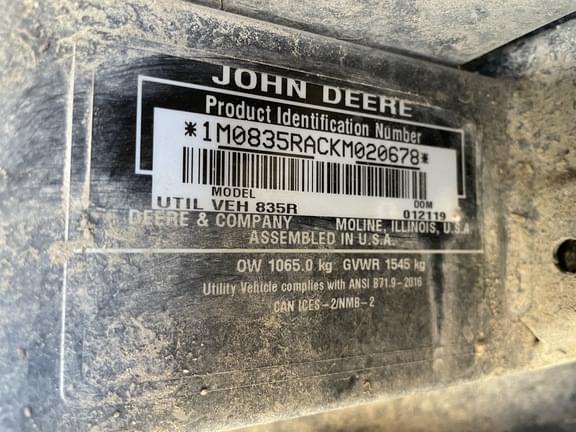 JOHN DEERE
Product Identification Number
*1M0835RACKM020678*
MODEL DOM
UTIL VEH 835R 012119
DEERE & COMPANY MOLINE, ILLINOIS, U.S.A
ASSEMBLED IN U.S.A.
OW 1065.0 kg GVWR 1545 kg
Utility Vehicle complies with ANSI B71.9-2016
CAN ICES-2/NMB-2